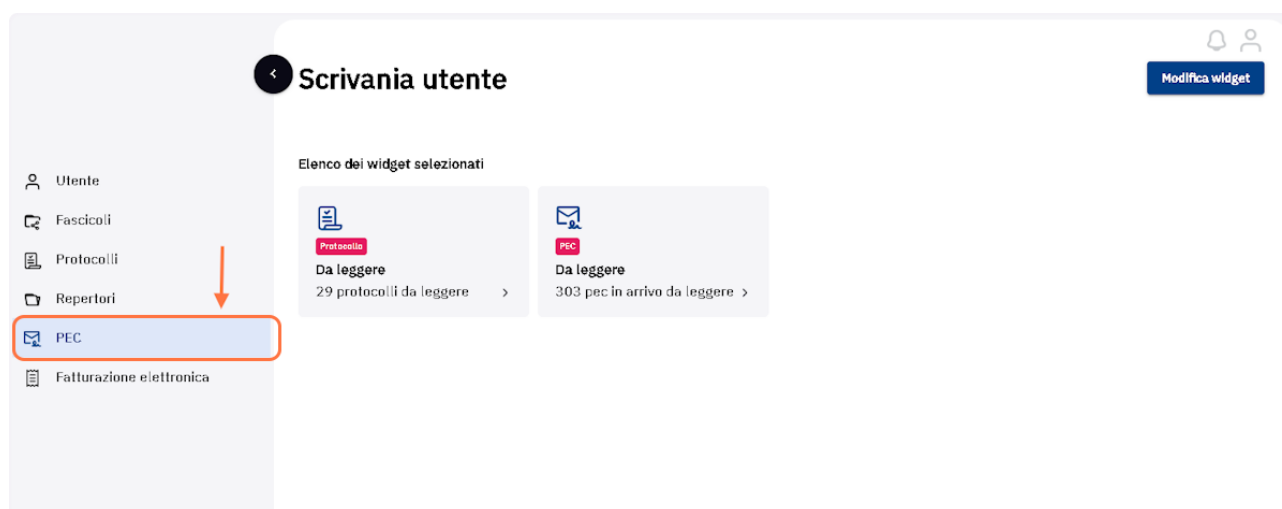 Scrivania utente
Modifica widget
Elenco dei widget selezionati
Utente
Fascicoli
Protocolli
Repertori
PEC
Fatturazione elettronica
Protocollo
Da leggere
29 protocolli da leggere
PEC
Da leggere
303 pec in arrivo da leggere